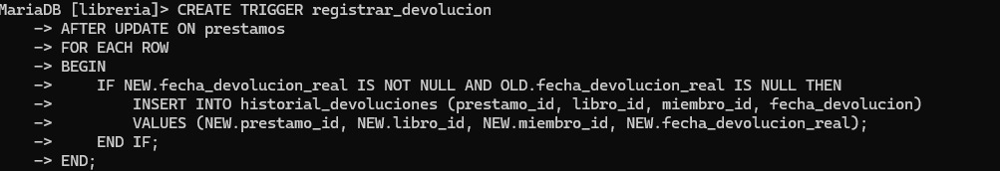 MariaDB [libreria]> CREATE TRIGGER registrar_devolucion
    -> AFTER UPDATE ON prestamos
    -> FOR EACH ROW
    -> BEGIN
    ->     IF NEW.fecha_devolucion_real IS NOT NULL AND OLD.fecha_devolucion_real IS NULL THEN
    ->         INSERT INTO historial_devoluciones (prestamo_id, libro_id, miembro_id, fecha_devolucion)
    ->         VALUES (NEW.prestamo_id, NEW.libro_id, NEW.miembro_id, NEW.fecha_devolucion_real);
    ->     END IF;
    -> END;